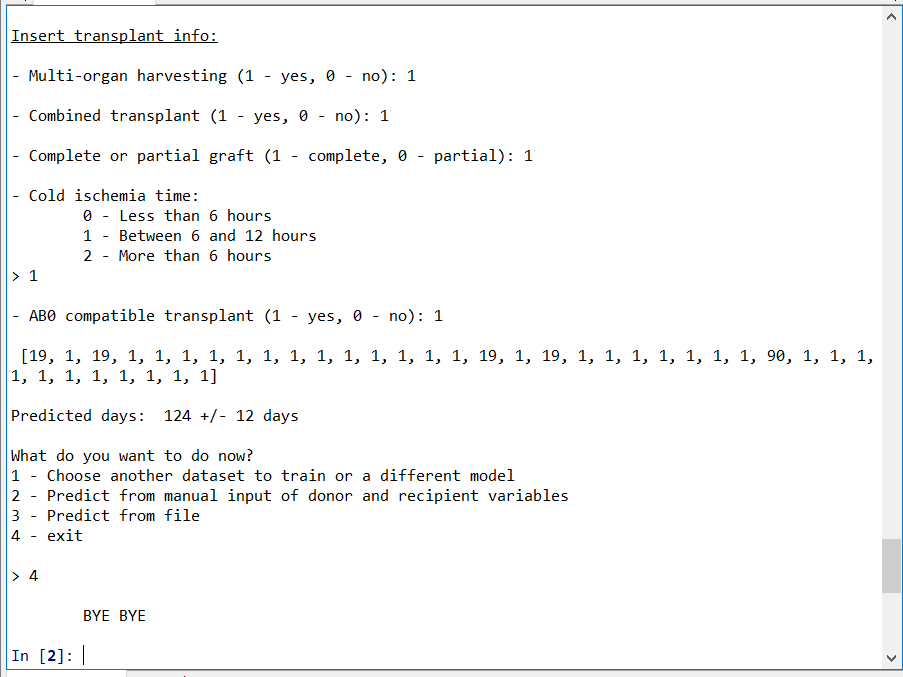 Insert transplant info:
- Multi-organ harvesting (1 - yes, 0 - no): 1
- Combined transplant (1 - yes, 0 - no): 1
- Complete or partial graft (1 - complete, 0 - partial): 1
- Cold ischemia time:
0 - Less than 6 hours
1 - Between 6 and 12 hours
2 - More than 6 hours
> 1
- AB0 compatible transplant (1 - yes, 0 - no): 1
[19, 1, 19, 1, 1, 1, 1, 1, 1, 1, 1, 1, 1, 1, 1, 1, 19, 1, 19, 1, 1, 1, 1, 1, 1, 1, 90, 1, 1, 1,
1, 1, 1, 1, 1, 1, 1, 1]
Predicted days:  124 +/- 12 days
What do you want to do now?
1 - Choose another dataset to train or a different model
2 - Predict from manual input of donor and recipient variables
3 - Predict from file
4 - exit
> 4
BYE BYE
In [2]: